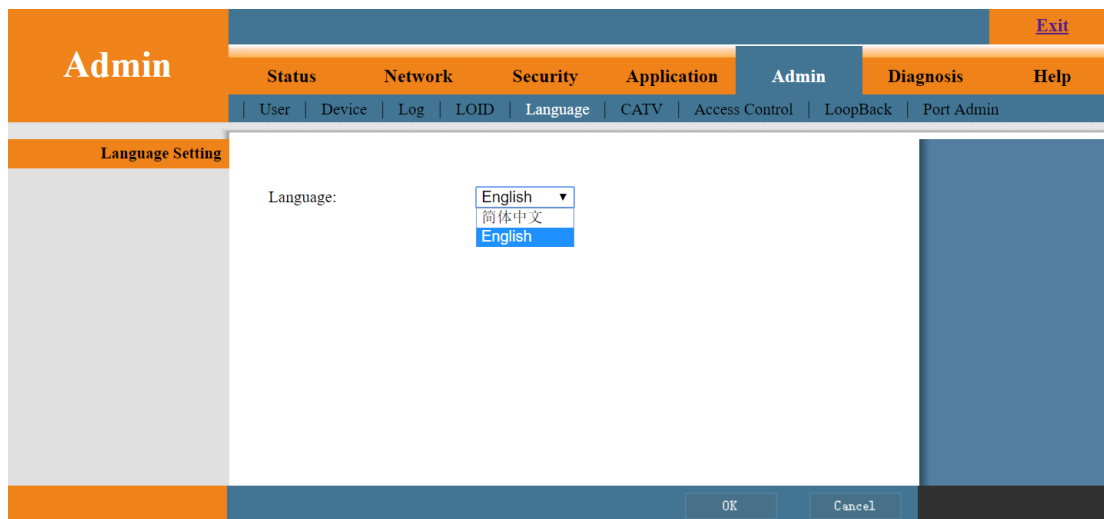 Exit
Admin
Status Network Security Application Admin Diagnosis Help
User | Device | Log | LOID | Language | CATV | Access Control | LoopBack | Port Admin
Language Setting
Language: English
简体中文
English
OK Cancel